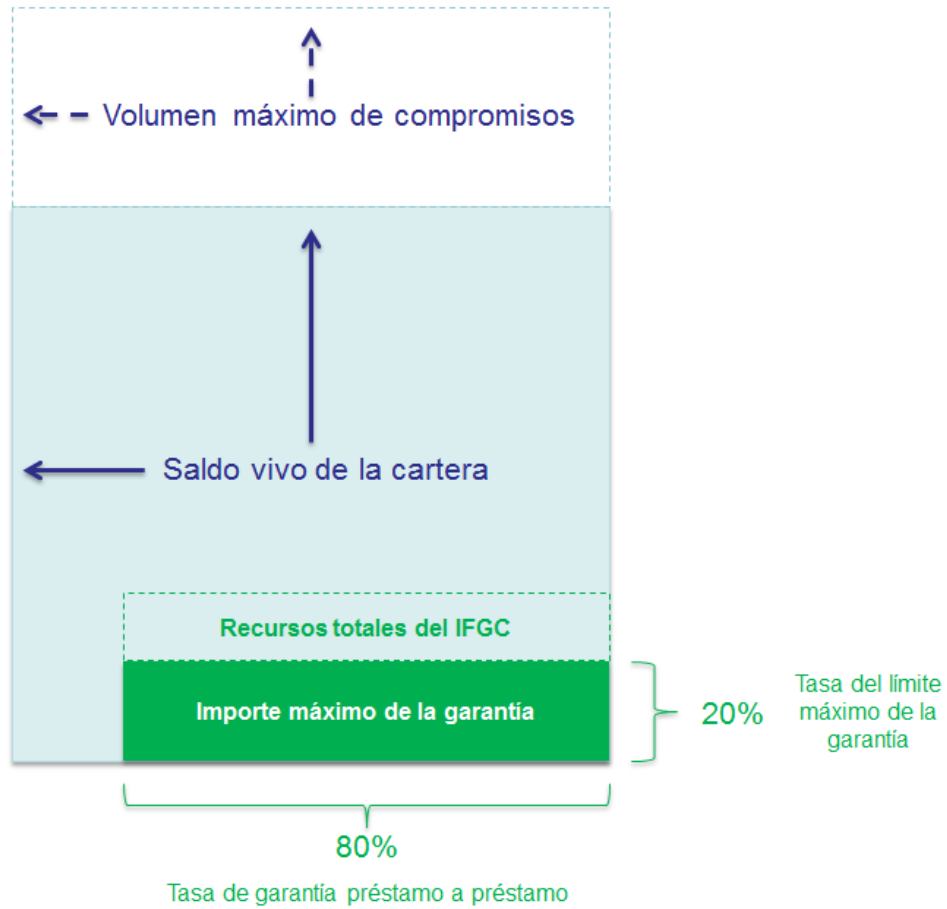 Volumen máximo de compromisos
Saldo vivo de la cartera
Recursos totales del IFGC
Importe máximo de la garantía
20%
Tasa del límite
máximo de la
garantía
80%
Tasa de garantía préstamo a préstamo